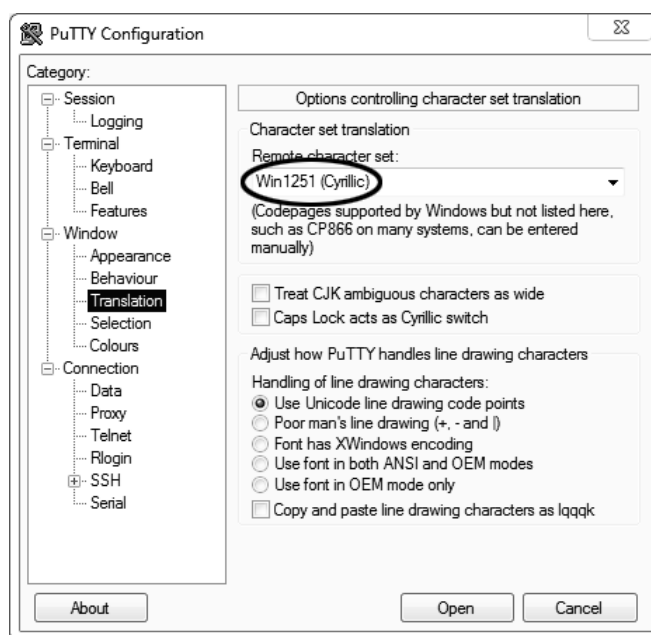 PuTTY Configuration
Category:
Session
Logging
Terminal
Keyboard
Bell
Features
Window
Appearance
Behaviour
Translation
Selection
Colours
Connection
Data
Proxy
Telnet
Rlogin
SSH
Serial
Options controlling character set translation
Character set translation
Remote character set:
Win1251 (Cyrillic)
(Codepages supported by Windows but not listed here,
such as CP866 on many systems, can be entered
manually)
Treat CJK ambiguous characters as wide
Caps Lock acts as Cyrillic switch
Adjust how PuTTY handles line drawing characters
Handling of line drawing characters:
Use Unicode line drawing code points
Poor man's line drawing (+, - and |)
Font has XWindows encoding
Use font in both ANSI and OEM modes
Use font in OEM mode only
Copy and paste line drawing characters as lqqqk
About
Open
Cancel